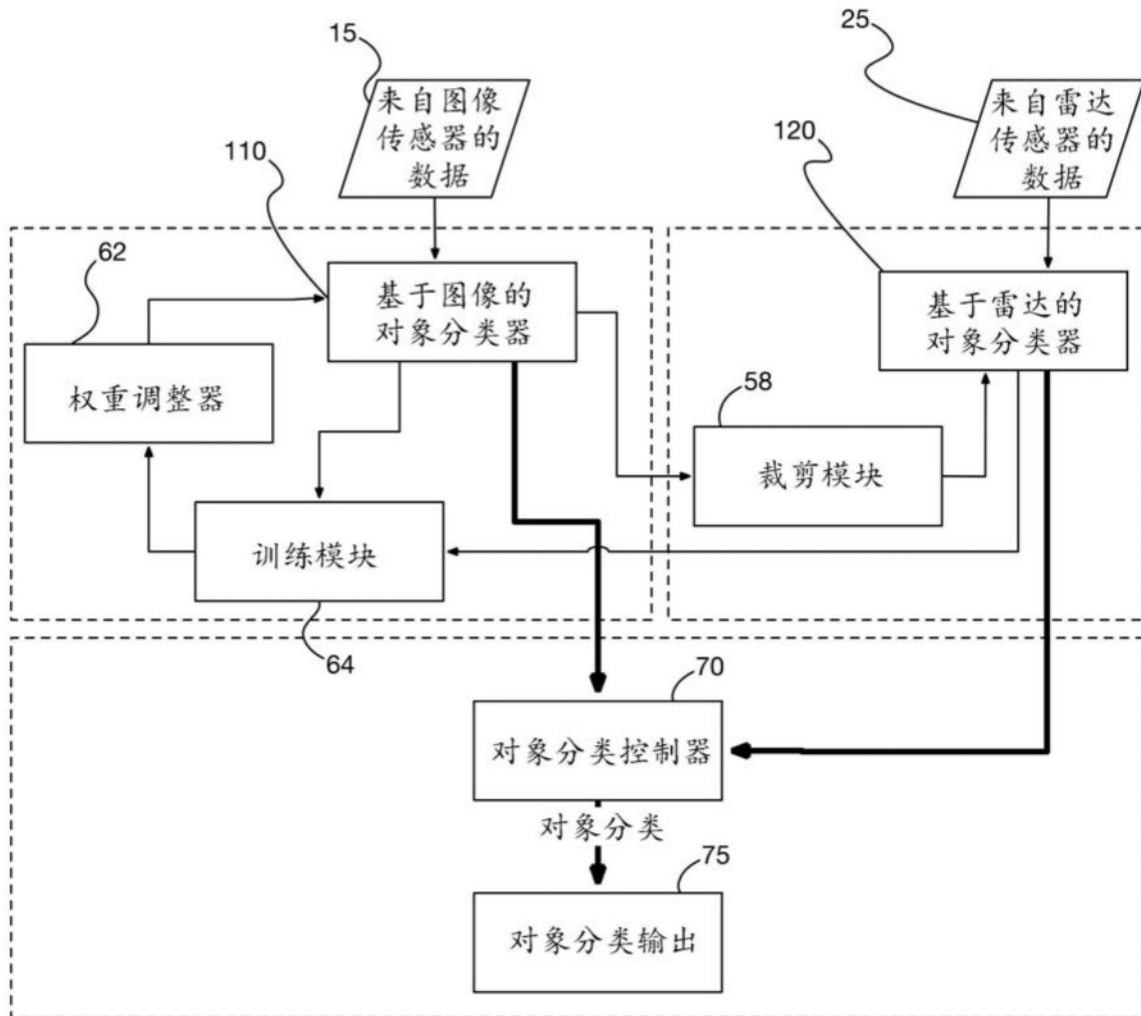 15
25
来自图像
传感器的
数据
来自雷达
传感器的
数据
110
120
62
基于图像的
对象分类器
基于雷达的
对象分类器
权重调整器
58
裁剪模块
训练模块
64
70
对象分类控制器
对象分类
75
对象分类输出